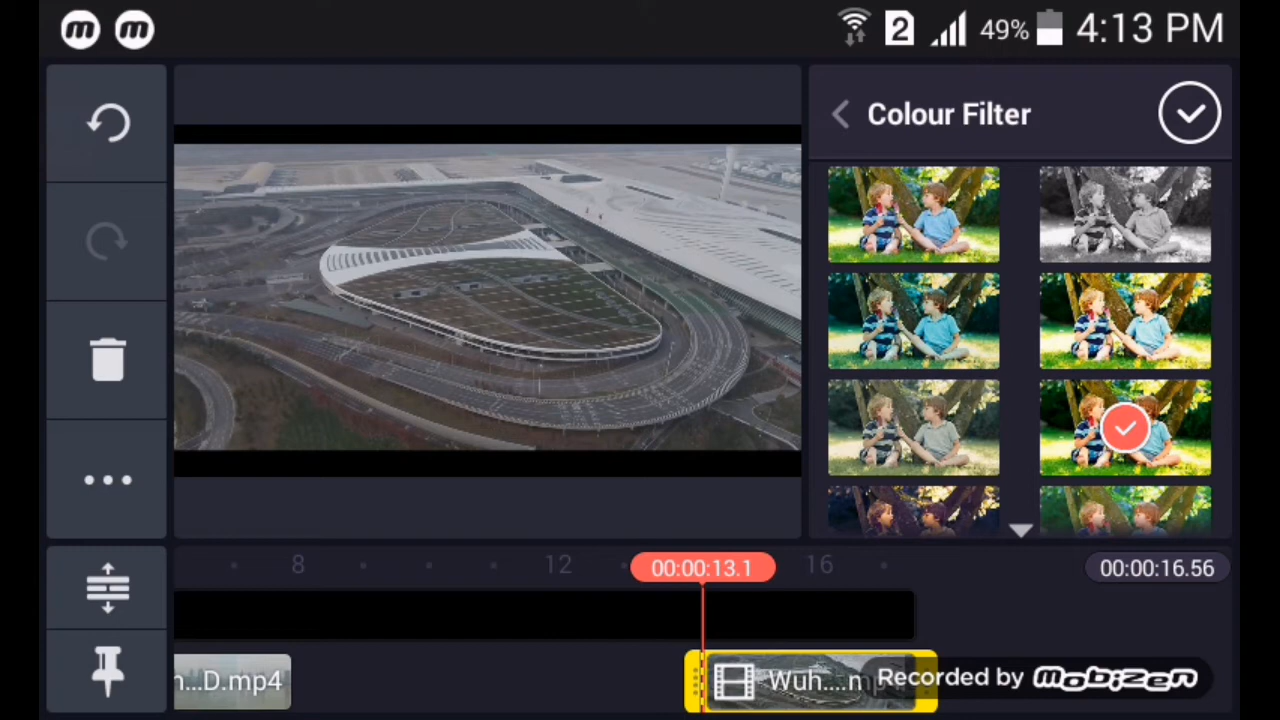 m m 2 49% 4:13 PM
Colour Filter
8 12 00:00:13.1 16 00:00:16.56
n...D.mp4 Wuh....n
Recorded by mobizen